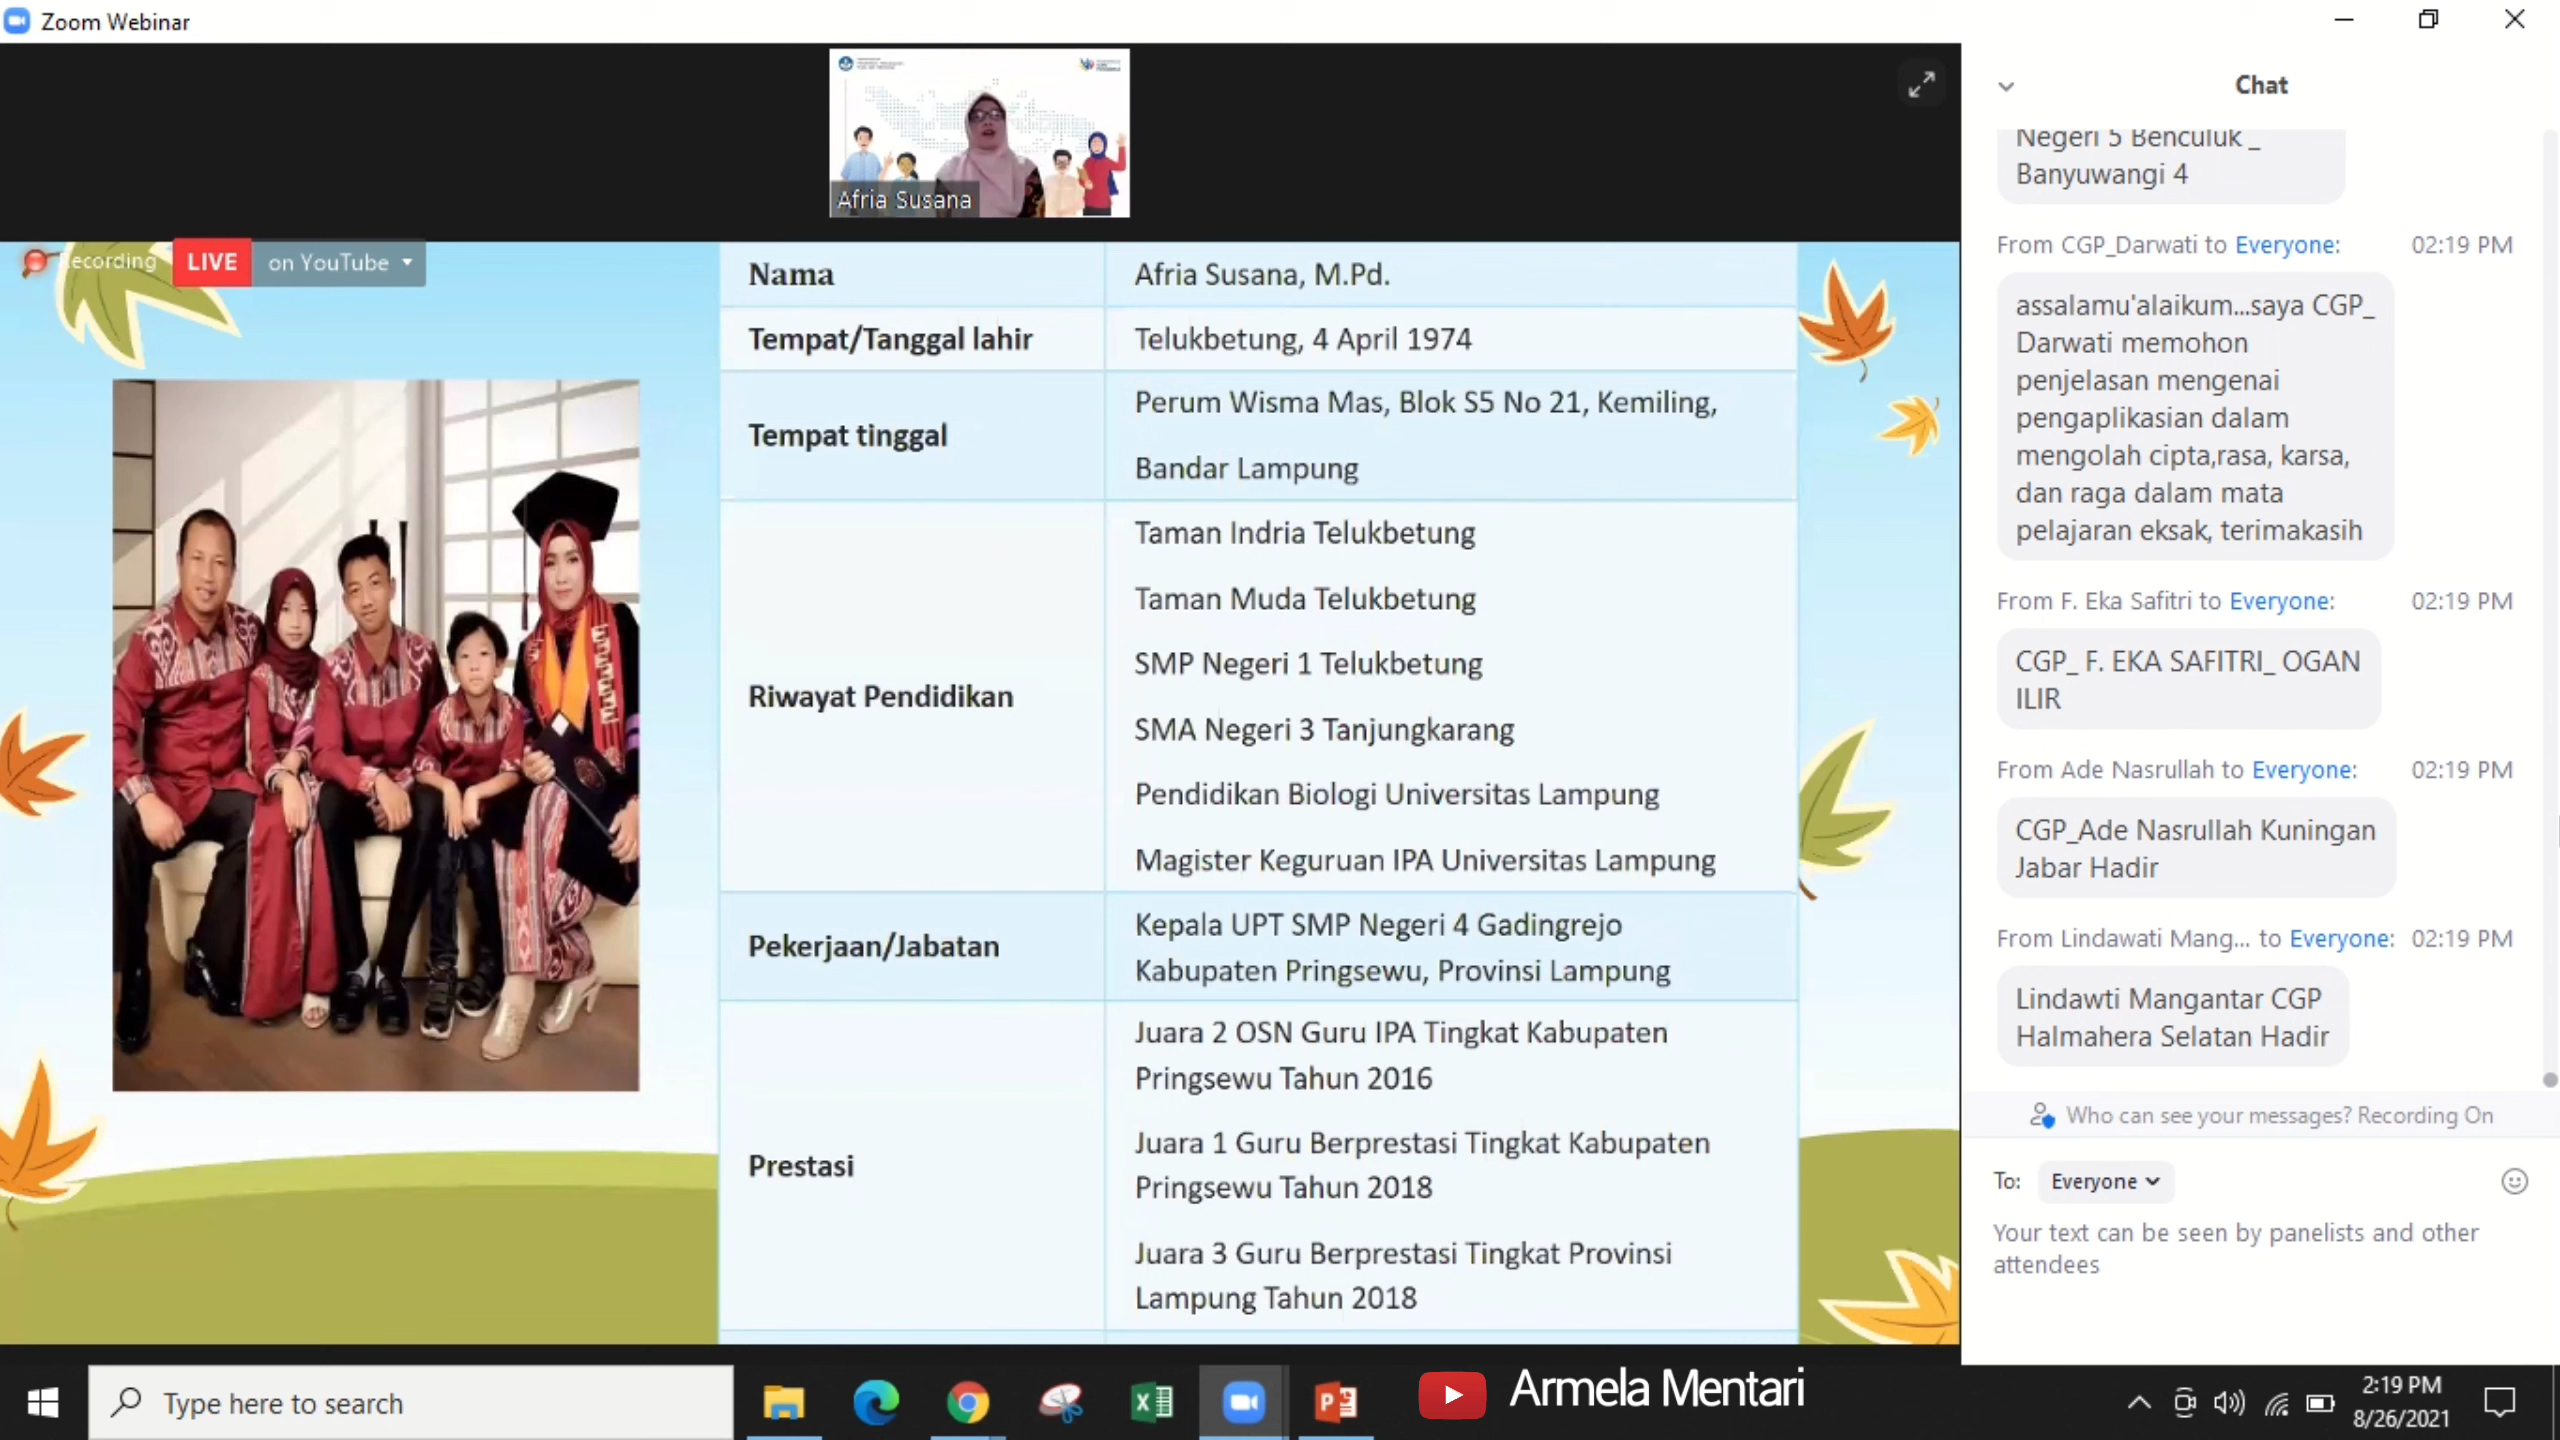 Zoom Webinar
Afria Susana
Recording
LIVE
on YouTube
Nama
Afria Susana, M.Pd.
Tempat/Tanggal lahir
Telukbetung, 4 April 1974
Tempat tinggal
Perum Wisma Mas, Blok S5 No 21, Kemiling,
Bandar Lampung
Riwayat Pendidikan
Taman Indria Telukbetung
Taman Muda Telukbetung
SMP Negeri 1 Telukbetung
SMA Negeri 3 Tanjungkarang
Pendidikan Biologi Universitas Lampung
Magister Keguruan IPA Universitas Lampung
Pekerjaan/Jabatan
Kepala UPT SMP Negeri 4 Gadingrejo
Kabupaten Pringsewu, Provinsi Lampung
Prestasi
Juara 2 OSN Guru IPA Tingkat Kabupaten
Pringsewu Tahun 2016
Juara 1 Guru Berprestasi Tingkat Kabupaten
Pringsewu Tahun 2018
Juara 3 Guru Berprestasi Tingkat Provinsi
Lampung Tahun 2018
Chat
Negeri 5 Benculuk _
Banyuwangi 4
From CGP_Darwati to Everyone: 02:19 PM
assalamu'alaikum...saya CGP_
Darwati memohon
penjelasan mengenai
pengaplikasian dalam
mengolah cipta,rasa, karsa,
dan raga dalam mata
pelajaran eksak, terimakasih
From F. Eka Safitri to Everyone: 02:19 PM
CGP_ F. EKA SAFITRI_ OGAN
ILIR
From Ade Nasrullah to Everyone: 02:19 PM
CGP_Ade Nasrullah Kuningan
Jabar Hadir
From Lindawati Mang... to Everyone: 02:19 PM
Lindawti Mangantar CGP
Halmahera Selatan Hadir
Who can see your messages? Recording On
To: Everyone
Your text can be seen by panelists and other
attendees
Type here to search
Armela Mentari
2:19 PM
8/26/2021